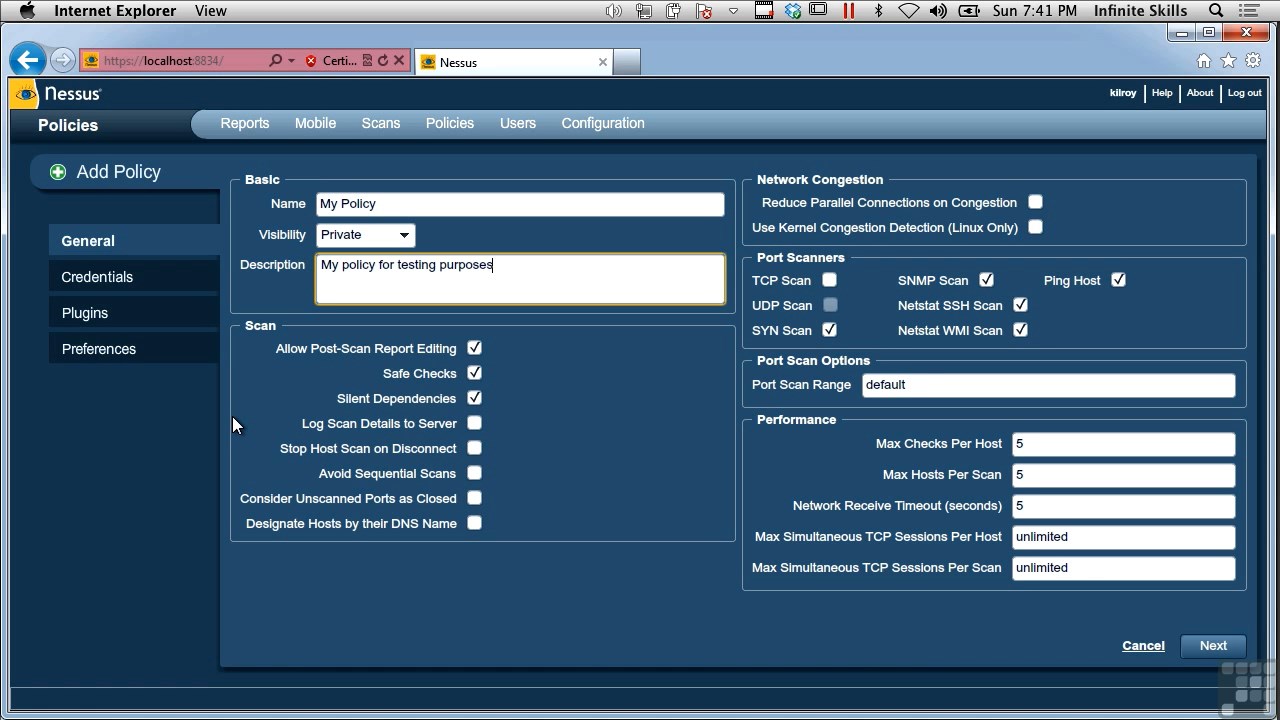 Internet Explorer View Sun 7:41 PM Infinite Skills
https://localhost:8834/ Certi... Nessus
Nessus kilroy Help About Log out
Policies Reports Mobile Scans Policies Users Configuration
Add Policy
General
Credentials
Plugins
Preferences
Basic
Name My Policy
Visibility Private
Description My policy for testing purposes
Scan
Allow Post-Scan Report Editing
Safe Checks
Silent Dependencies
Log Scan Details to Server
Stop Host Scan on Disconnect
Avoid Sequential Scans
Consider Unscanned Ports as Closed
Designate Hosts by their DNS Name
Network Congestion
Reduce Parallel Connections on Congestion
Use Kernel Congestion Detection (Linux Only)
Port Scanners
TCP Scan SNMP Scan Ping Host
UDP Scan Netstat SSH Scan
SYN Scan Netstat WMI Scan
Port Scan Options
Port Scan Range default
Performance
Max Checks Per Host 5
Max Hosts Per Scan 5
Network Receive Timeout (seconds) 5
Max Simultaneous TCP Sessions Per Host unlimited
Max Simultaneous TCP Sessions Per Scan unlimited
Cancel Next